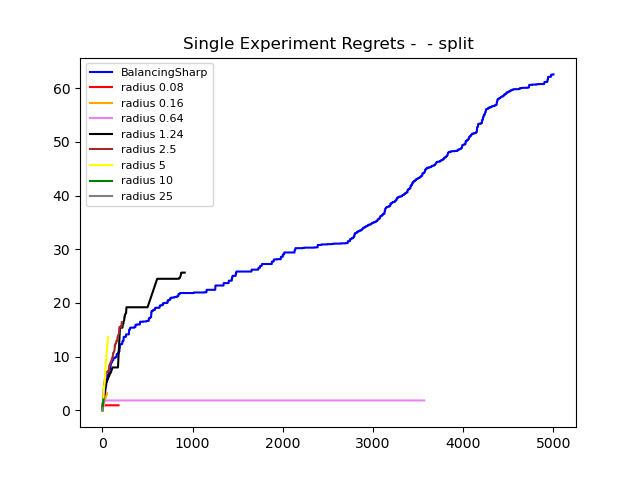 Single Experiment Regrets -  - split
BalancingSharp
radius 0.08
radius 0.16
radius 0.64
radius 1.24
radius 2.5
radius 5
radius 10
radius 25
60
50
40
30
20
10
0
0 1000 2000 3000 4000 5000